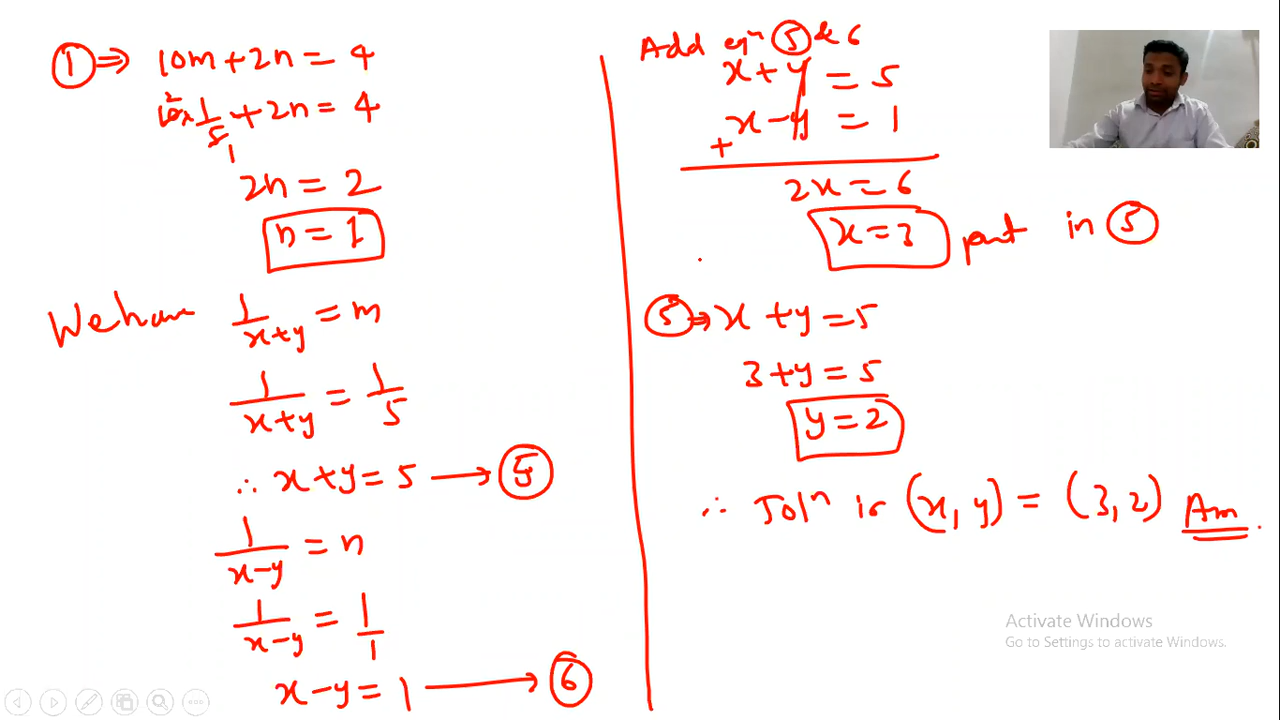 ① ⇒ 10m + 2n = 4
10 × 1/5 + 2n = 4
2 1
2n = 2
n = 1
We have 1/(x+y) = m
1/(x+y) = 1/5
∴ x+y = 5 → ⑤
1/(x-y) = n
1/(x-y) = 1/1
x-y = 1 → ⑥
Add eqn ⑤ & 6
x+y = 5
+ x-y = 1
2x = 6
x = 3 put in ⑤
⑤ ⇒ x + y = 5
3 + y = 5
y = 2
∴ Soln is (x, y) = (3, 2) Ans.
Activate Windows
Go to Settings to activate Windows.